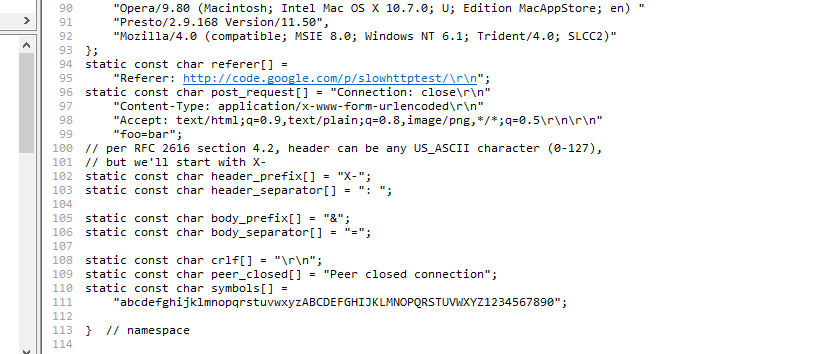 90 "Opera/9.80 (Macintosh; Intel Mac OS X 10.7.0; U; Edition MacAppStore; en) "
91 "Presto/2.9.168 Version/11.50",
92 "Mozilla/4.0 (compatible; MSIE 8.0; Windows NT 6.1; Trident/4.0; SLCC2)"
93 };
94 static const char referer[] =
95 "Referer: http://code.google.com/p/slowhttptest/\r\n";
96 static const char post_request[] = "Connection: close\r\n"
97 "Content-Type: application/x-www-form-urlencoded\r\n"
98 "Accept: text/html;q=0.9,text/plain;q=0.8,image/png,*/*;q=0.5\r\n\r\n"
99 "foo=bar";
100 // per RFC 2616 section 4.2, header can be any US_ASCII character (0-127),
101 // but we'll start with X-
102 static const char header_prefix[] = "X-";
103 static const char header_separator[] = ": ";
104
105 static const char body_prefix[] = "&";
106 static const char body_separator[] = "=";
107
108 static const char crlf[] = "\r\n";
109 static const char peer_closed[] = "Peer closed connection";
110 static const char symbols[] =
111 "abcdefghijklmnopqrstuvwxyzABCDEFGHIJKLMNOPQRSTUVWXYZ1234567890";
112
113 } // namespace
114